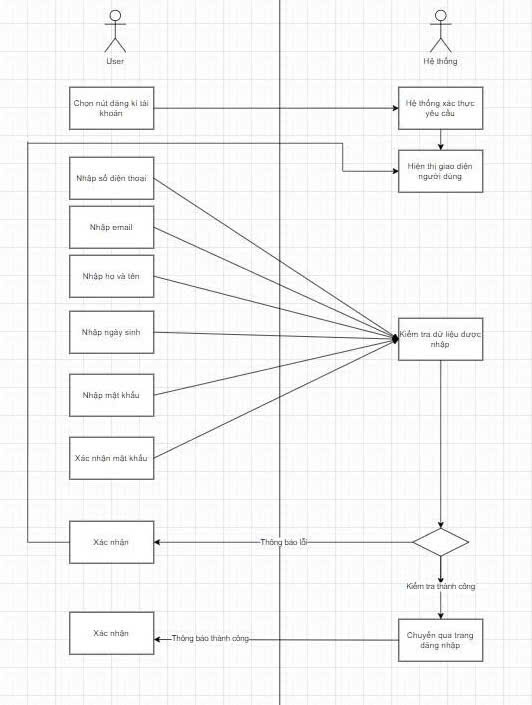 User
Hệ thống
Chọn nút đăng kí tài
khoản
Hệ thống xác thực
yêu cầu
Hiện thị giao diện
người dùng
Nhập số điện thoại
Nhập email
Nhập họ và tên
Nhập ngày sinh
Kiểm tra dữ liệu được
nhập
Nhập mật khẩu
Xác nhận mật khẩu
Xác nhận
Thông báo lỗi
Kiểm tra thành công
Xác nhận
Thông báo thành công
Chuyển qua trang
đăng nhập